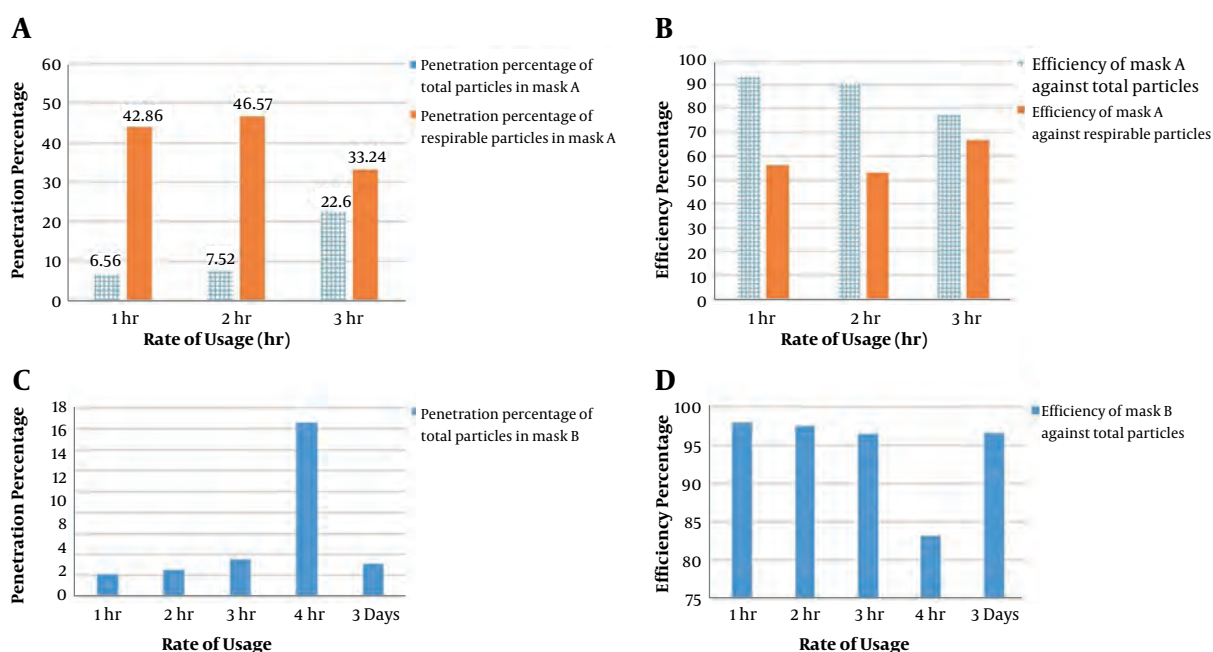 A
Penetration Percentage
60
50
40
30
20
10
0
6.56
42.86
7.52
46.57
22.6
33.24
1 hr
2 hr
3 hr
Rate of Usage (hr)
Penetration percentage of
total particles in mask A
Penetration percentage of
respirable particles in mask A
B
Efficiency Percentage
100
90
80
70
60
50
40
30
20
10
0
1 hr
2 hr
3 hr
Rate of Usage (hr)
Efficiency of mask A
against total particles
Efficiency of mask A
against respirable particles
C
Penetration Percentage
18
16
14
12
10
8
6
4
2
0
1 hr
2 hr
3 hr
4 hr
3 Days
Rate of Usage
Penetration percentage of
total particles in mask B
D
Efficiency Percentage
100
95
90
85
80
75
1 hr
2 hr
3 hr
4 hr
3 Days
Rate of Usage
Efficiency of mask B
against total particles